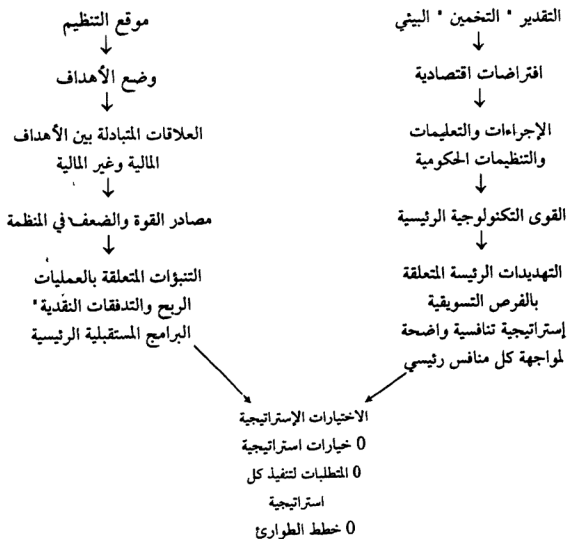 التقدير " التخمين " البيئي
افتراضات اقتصادية
الإجراءات والتعليمات
والتنظيمات الحكومية
القوى التكنولوجية الرئيسية
التهديدات الرئيسة المتعلقة
بالفرص التسويقية
إستراتيجية تنافسية واضحة
لمواجهة كل منافس رئيسي
موقع التنظيم
وضع الأهداف
العلاقات المتبادلة بين الأهداف
المالية وغير المالية
مصادر القوة والضعف في المنظمة
التنبؤات المتعلقة بالعمليات
الربح والتدفقات النقدية "
البرامج المستقبلية الرئيسية
الاختيارات الإستراتيجية
0 خيارات استراتيجية
0 المتطلبات لتنفيذ كل
استراتيجية
0 خطط الطوارئ